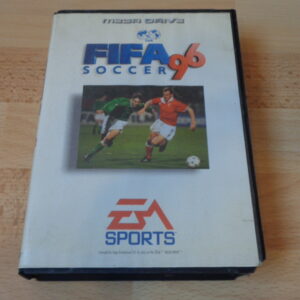 MEGA DRIVE
FIFA
SOCCER 96
EA
SPORTS